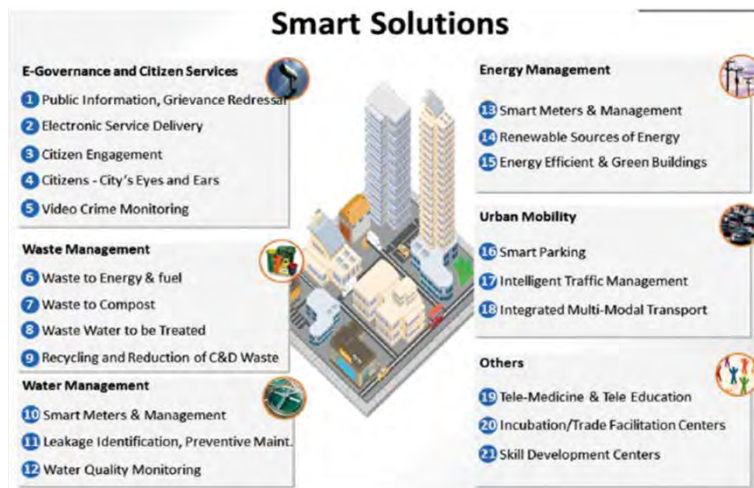 Smart Solutions
E-Governance and Citizen Services
1 Public Information, Grievance Redressal
2 Electronic Service Delivery
3 Citizen Engagement
4 Citizens - City's Eyes and Ears
5 Video Crime Monitoring
Waste Management
6 Waste to Energy & fuel
7 Waste to Compost
8 Waste Water to be Treated
9 Recycling and Reduction of C&D Waste
Water Management
10 Smart Meters & Management
11 Leakage Identification, Preventive Maint.
12 Water Quality Monitoring
Energy Management
13 Smart Meters & Management
14 Renewable Sources of Energy
15 Energy Efficient & Green Buildings
Urban Mobility
16 Smart Parking
17 Intelligent Traffic Management
18 Integrated Multi-Modal Transport
Others
19 Tele-Medicine & Tele Education
20 Incubation/Trade Facilitation Centers
21 Skill Development Centers